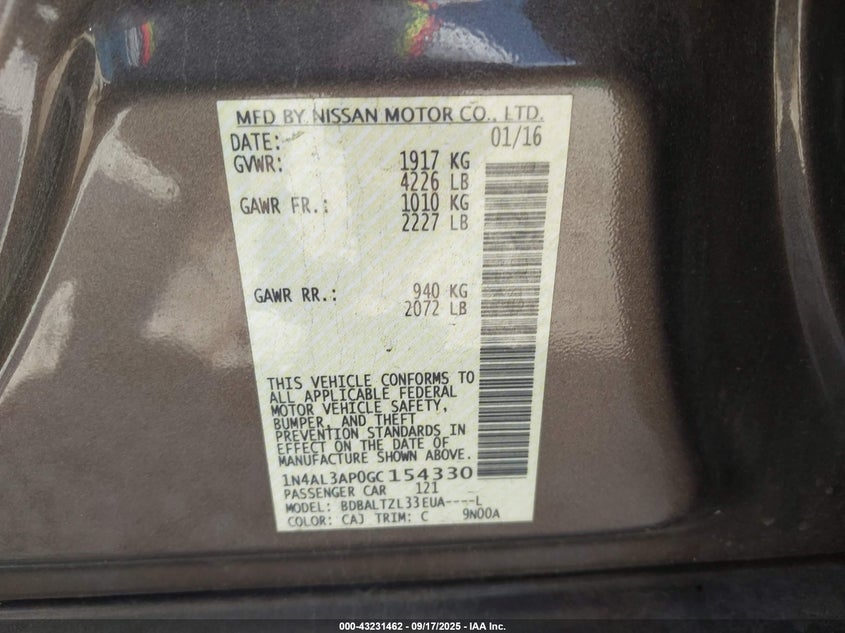 MFD BY NISSAN MOTOR CO., LTD.
DATE: 01/16
GVWR: 1917 KG
4226 LB
GAWR FR.: 1010 KG
2227 LB
GAWR RR.: 940 KG
2072 LB
THIS VEHICLE CONFORMS TO
ALL APPLICABLE FEDERAL
MOTOR VEHICLE SAFETY,
BUMPER, AND THEFT
PREVENTION STANDARDS IN
EFFECT ON THE DATE OF
MANUFACTURE SHOWN ABOVE.
1N4AL3AP0GC154330
PASSENGER CAR 121
MODEL: BDBALTZL33EUA----L
COLOR: CAJ TRIM: C 9N00A
000-43231462 - 09/17/2025 - IAA Inc.